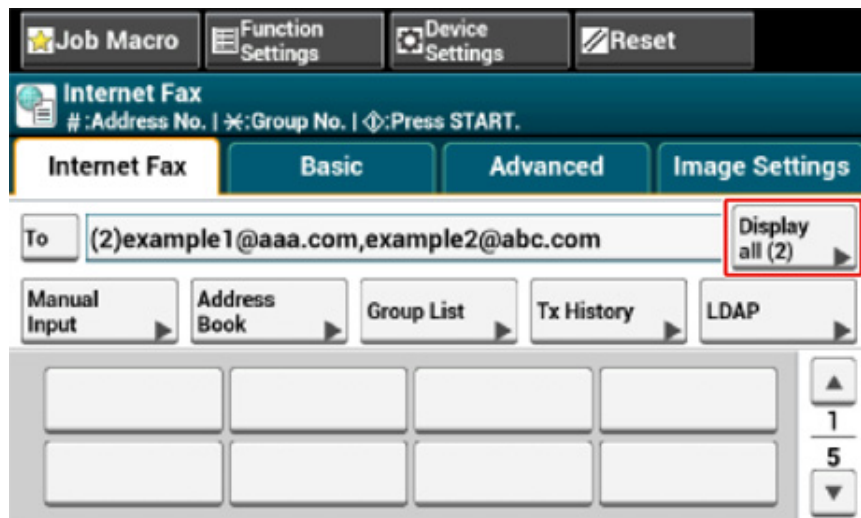 Job Macro
Function
Settings
Device
Settings
Reset
Internet Fax
# :Address No. | ⚹:Group No. | :Press START.
Internet Fax
Basic
Advanced
Image Settings
To
(2)example1@aaa.com,example2@abc.com
Display
all (2)
Manual
Input
Address
Book
Group List
Tx History
LDAP
1
5